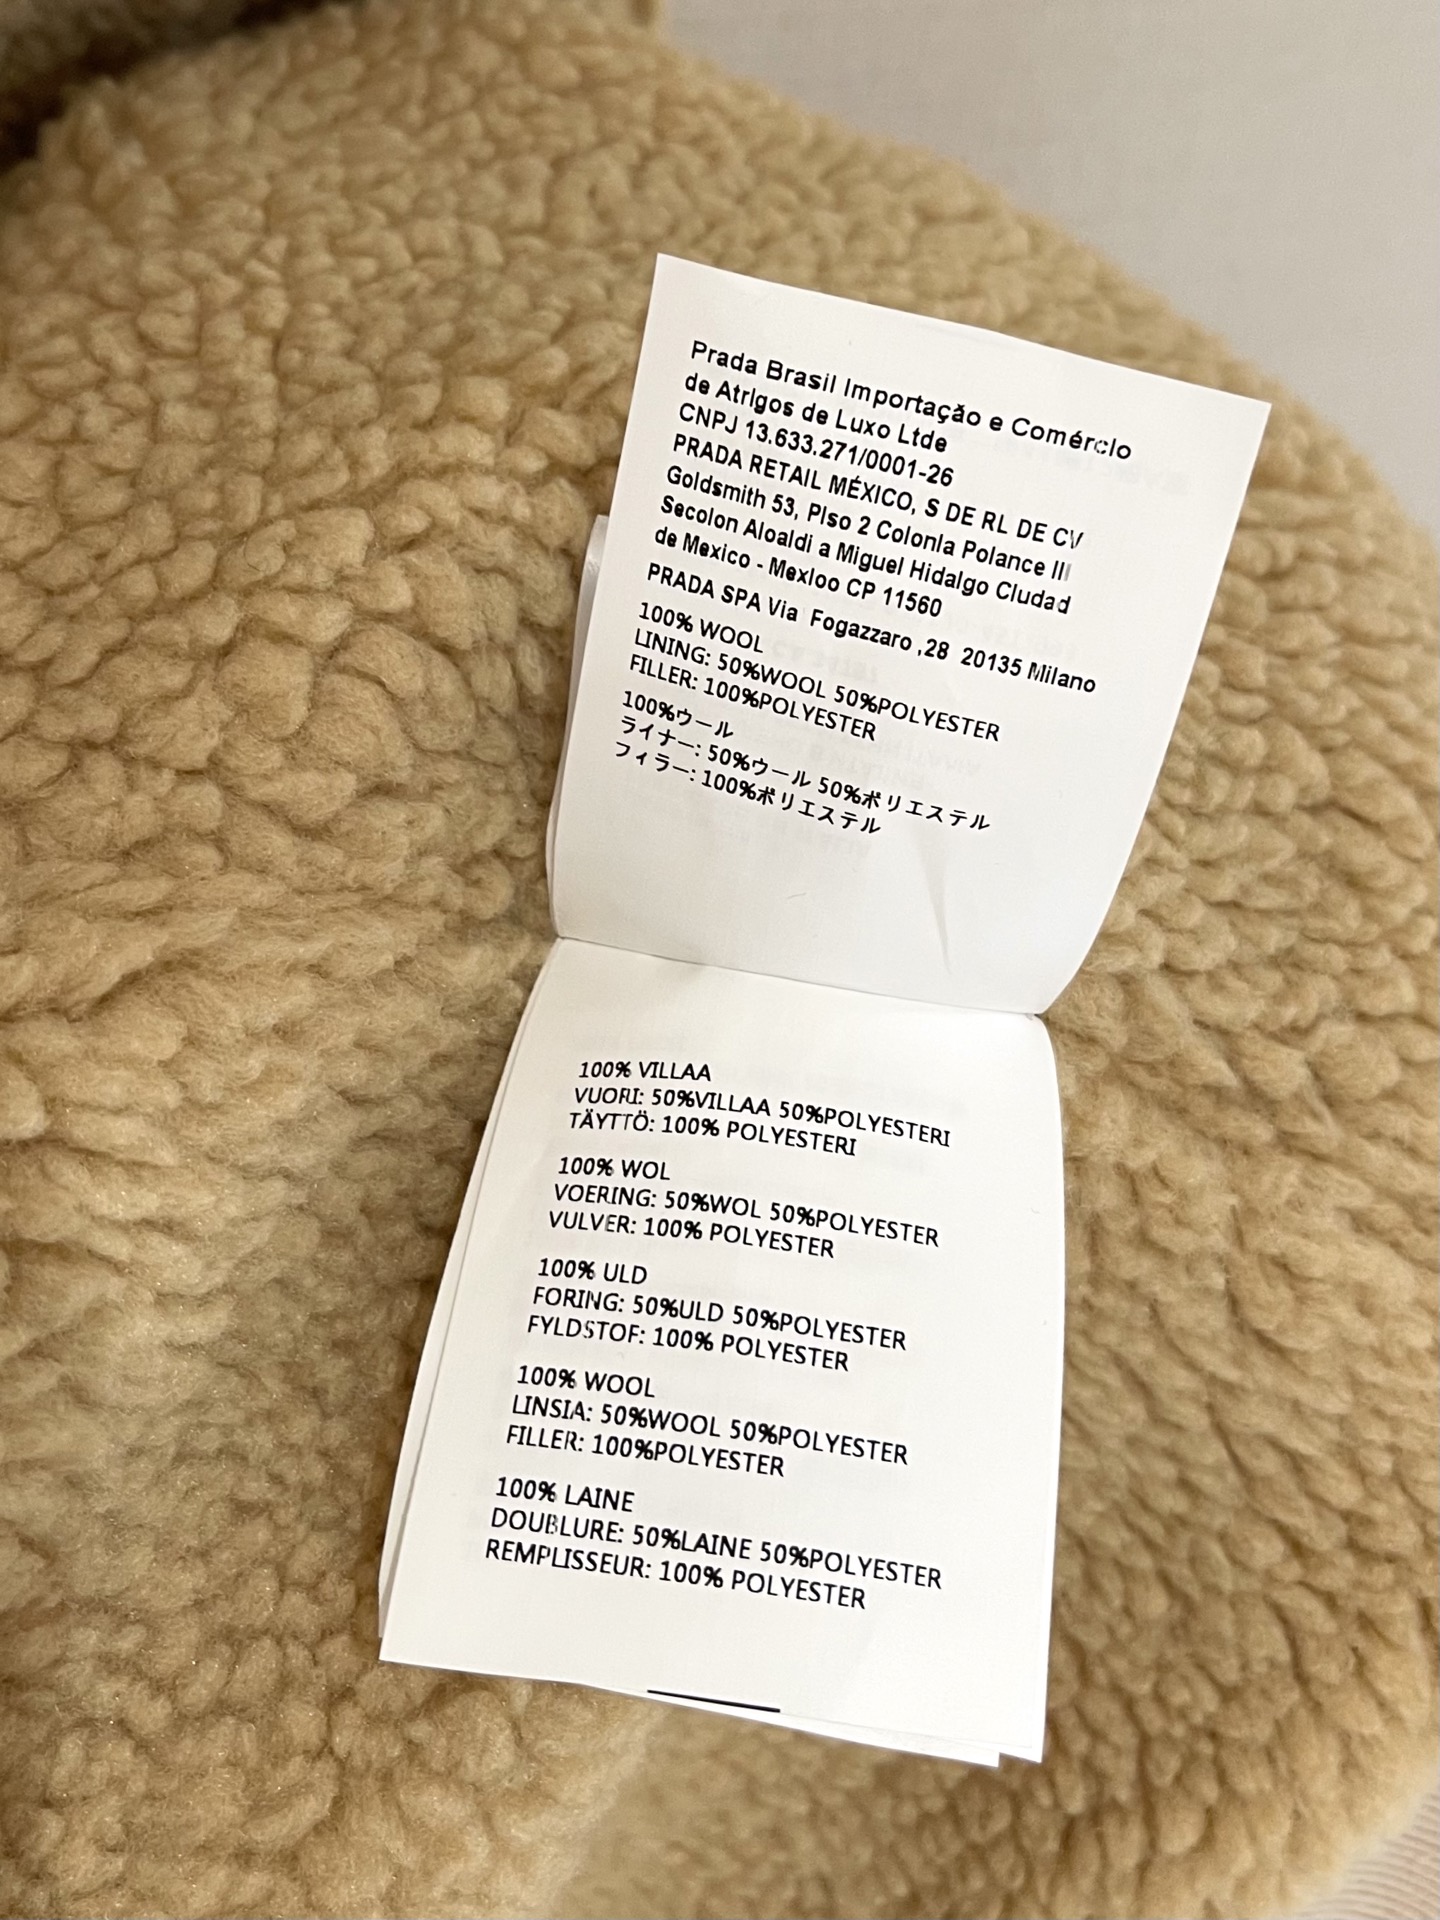 Prada Brasil Importação e Comérclo
de Atrlgos de Luxo Ltde
CNPJ 13.633.271/0001-26
PRADA RETAIL MÉXICO, S DE RL DE CV
Goldsmith 53, Plso 2 Colonla Polance III
Secolon Aloaldi a Miguel Hidalgo Cludad
de Mexico - Mexloo CP 11560
PRADA SPA Via Fogazzaro ,28 20135 Milano
100% WOOL
LINING: 50%WOOL 50%POLYESTER
FILLER: 100%POLYESTER
100%ウール
ライナー: 50%ウール 50%ポリエステル
フィラー: 100%ポリエステル
100% VILLAA
VUORI: 50%VILLAA 50%POLYESTERI
TÄYTTÖ: 100% POLYESTERI
100% WOL
VOERING: 50%WOL 50%POLYESTER
VULVER: 100% POLYESTER
100% ULD
FORING: 50%ULD 50%POLYESTER
FYLDSTOF: 100% POLYESTER
100% WOOL
LINSIA: 50%WOOL 50%POLYESTER
FILLER: 100%POLYESTER
100% LAINE
DOUBLURE: 50%LAINE 50%POLYESTER
REMPLISSEUR: 100% POLYESTER